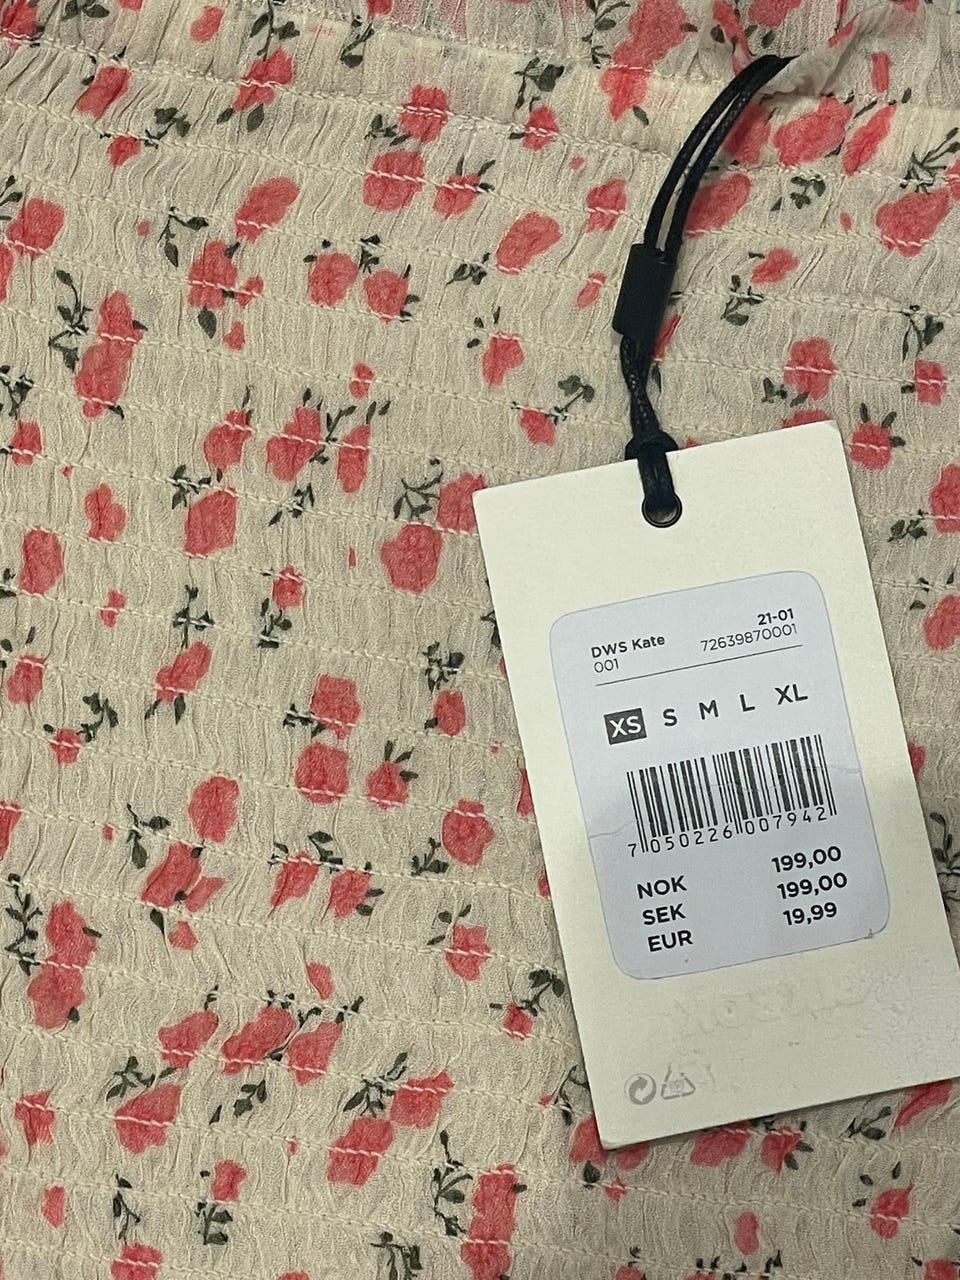 21-01
DWS Kate 72639870001
001
XS S M L XL
7 050226 007942
NOK 199,00
SEK 199,00
EUR 19,99